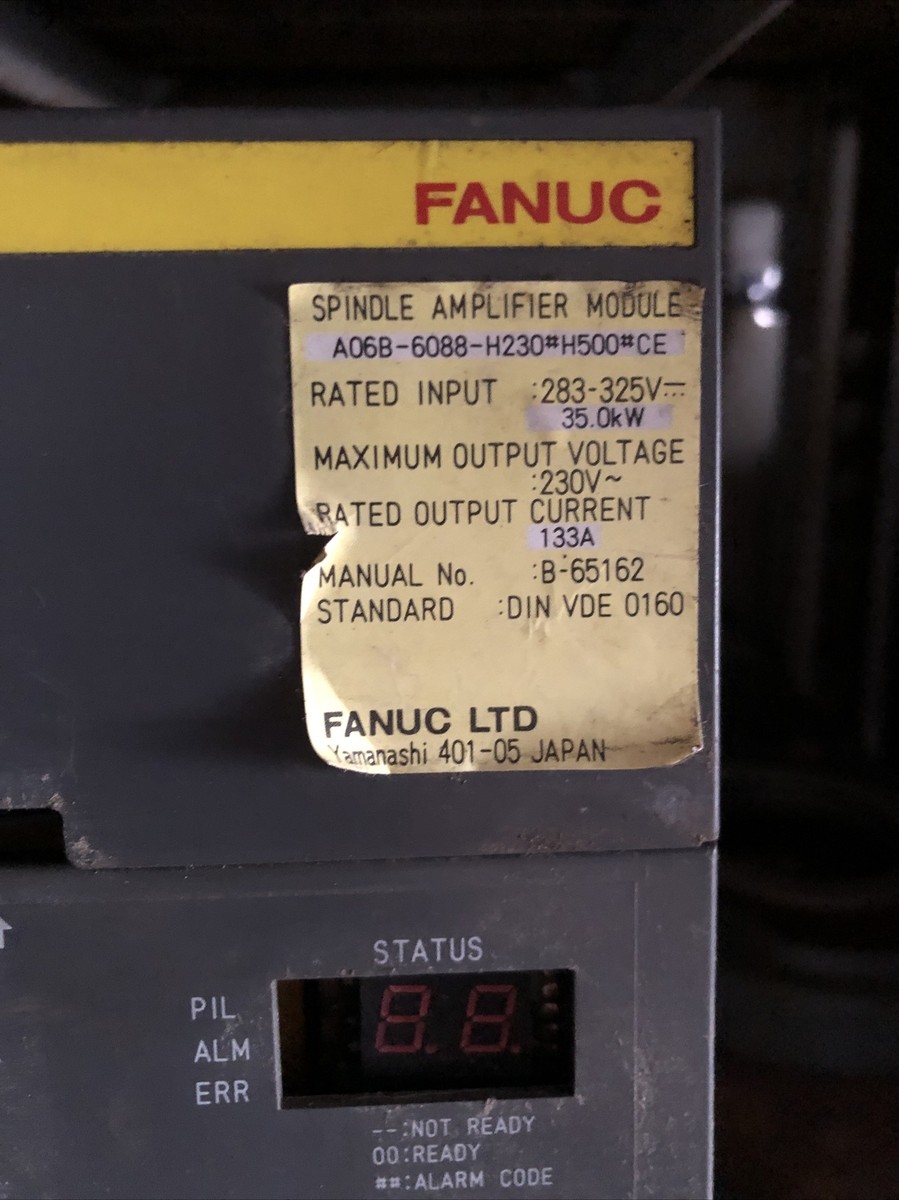 FANUC
SPINDLE AMPLIFIER MODULE
A06B-6088-H230#H500#CE
RATED INPUT :283-325V⎓
35.0kW
MAXIMUM OUTPUT VOLTAGE
:230V~
RATED OUTPUT CURRENT
133A
MANUAL No. :B-65162
STANDARD :DIN VDE 0160
FANUC LTD
Yamanashi 401-05 JAPAN
STATUS
PIL
ALM
ERR
8.8.
--:NOT READY
00:READY
##:ALARM CODE